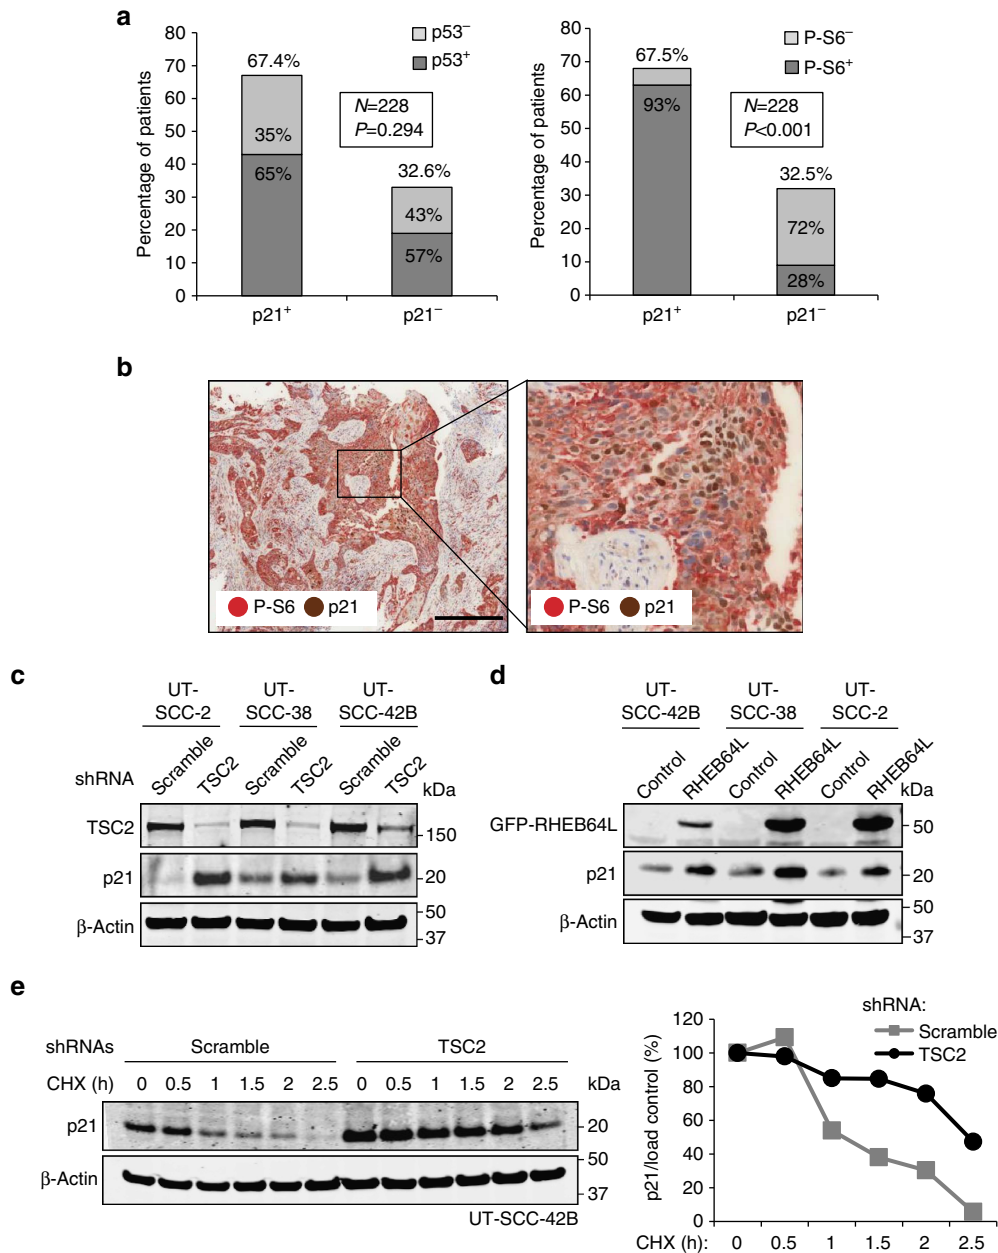 a
80
70
60
50
40
30
20
10
0
Percentage of patients
67.4%
35%
65%
32.6%
43%
57%
p53–
p53+
N=228
P=0.294
p21+
p21–
80
70
60
50
40
30
20
10
0
Percentage of patients
67.5%
93%
32.5%
72%
28%
P-S6–
P-S6+
N=228
P<0.001
p21+
p21–
b
P-S6 p21
P-S6 p21
c
UT-SCC-2
UT-SCC-38
UT-SCC-42B
shRNA
Scramble TSC2 Scramble TSC2 Scramble TSC2
kDa
TSC2
150
p21
20
β-Actin
50
37
d
UT-SCC-42B
UT-SCC-38
UT-SCC-2
Control RHEB64L Control RHEB64L Control RHEB64L
kDa
GFP-RHEB64L
50
p21
20
β-Actin
50
37
e
shRNAs Scramble TSC2
CHX (h) 0 0.5 1 1.5 2 2.5 0 0.5 1 1.5 2 2.5 kDa
p21
20
β-Actin
50
37
UT-SCC-42B
shRNA:
Scramble
TSC2
120
100
80
60
40
20
0
p21/load control (%)
CHX (h): 0 0.5 1 1.5 2 2.5